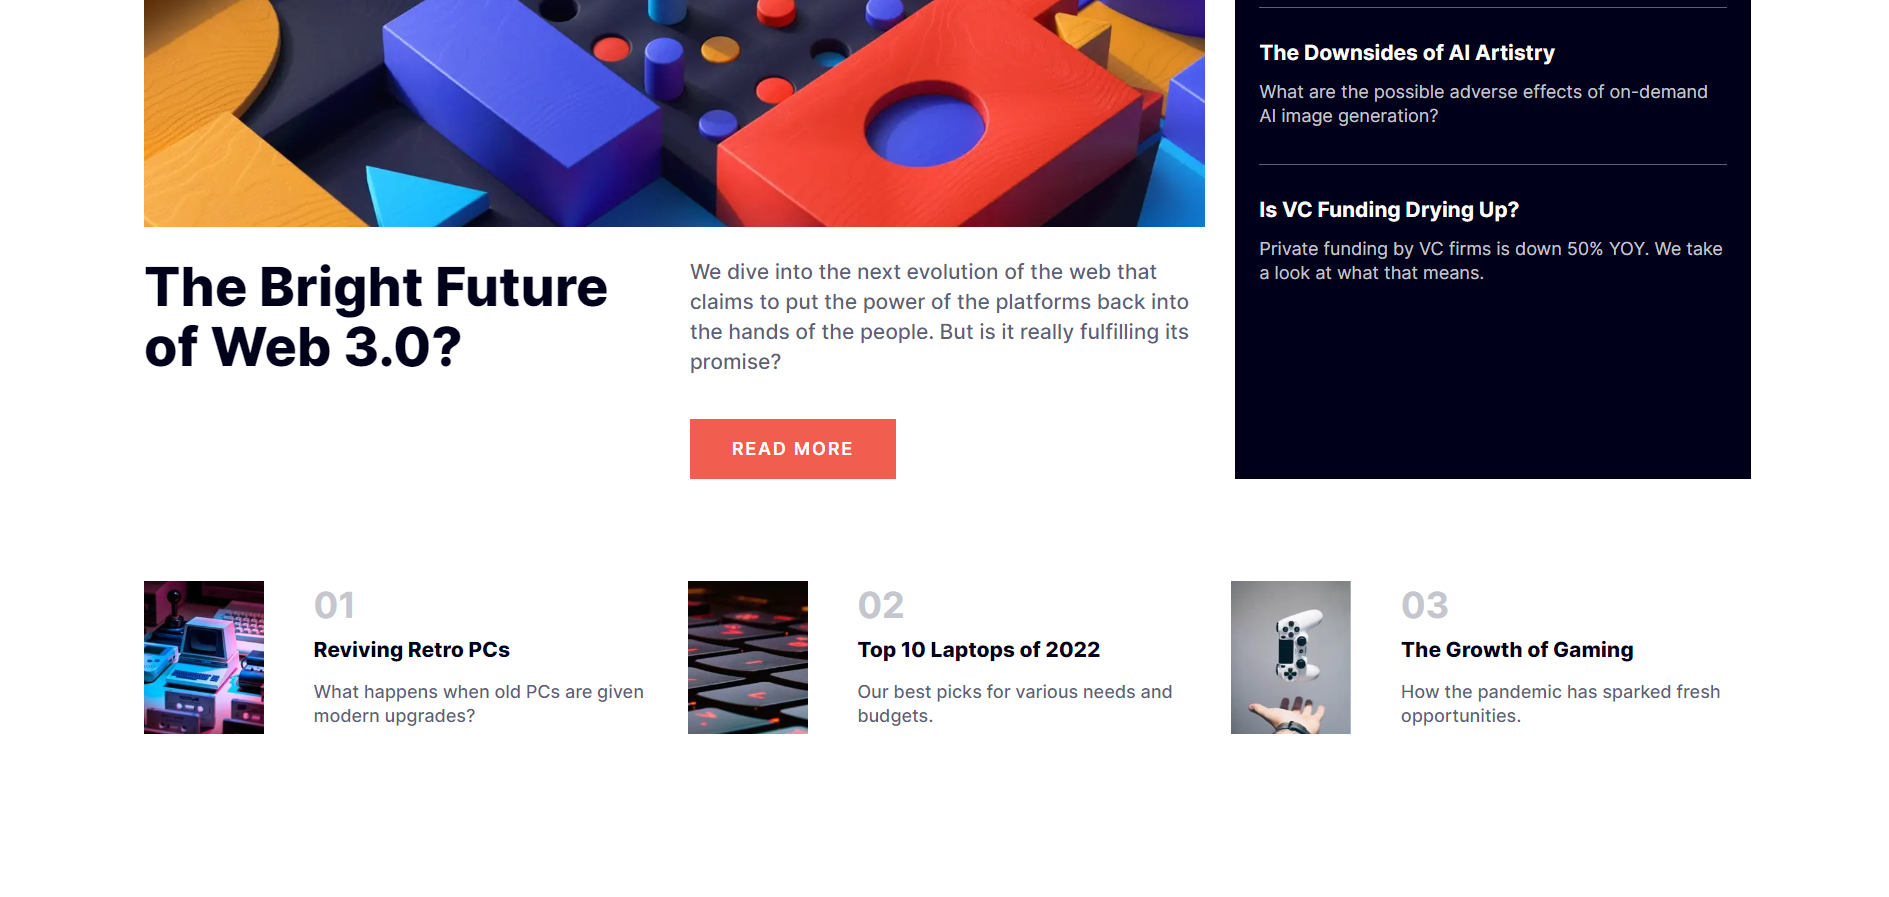 The Downsides of AI Artistry
What are the possible adverse effects of on-demand
AI image generation?
Is VC Funding Drying Up?
Private funding by VC firms is down 50% YOY. We take
a look at what that means.
The Bright Future
of Web 3.0?
We dive into the next evolution of the web that
claims to put the power of the platforms back into
the hands of the people. But is it really fulfilling its
promise?
READ MORE
01
Reviving Retro PCs
What happens when old PCs are given
modern upgrades?
02
Top 10 Laptops of 2022
Our best picks for various needs and
budgets.
03
The Growth of Gaming
How the pandemic has sparked fresh
opportunities.